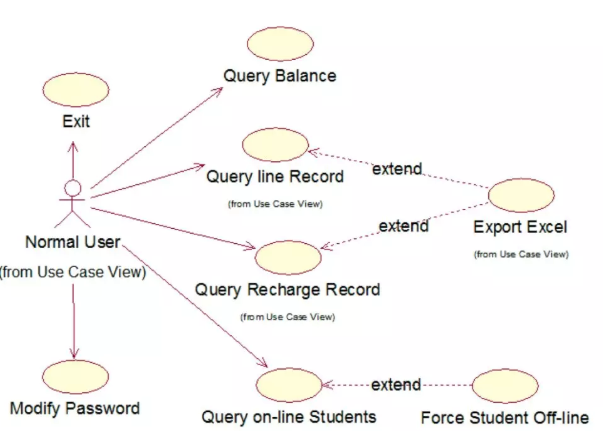 Query Balance
Exit
extend
Query line Record
(from Use Case View)
extend
Export Excel
(from Use Case View)
Normal User
(from Use Case View)
Query Recharge Record
(from Use Case View)
extend
Modify Password
Query on-line Students
Force Student Off-line